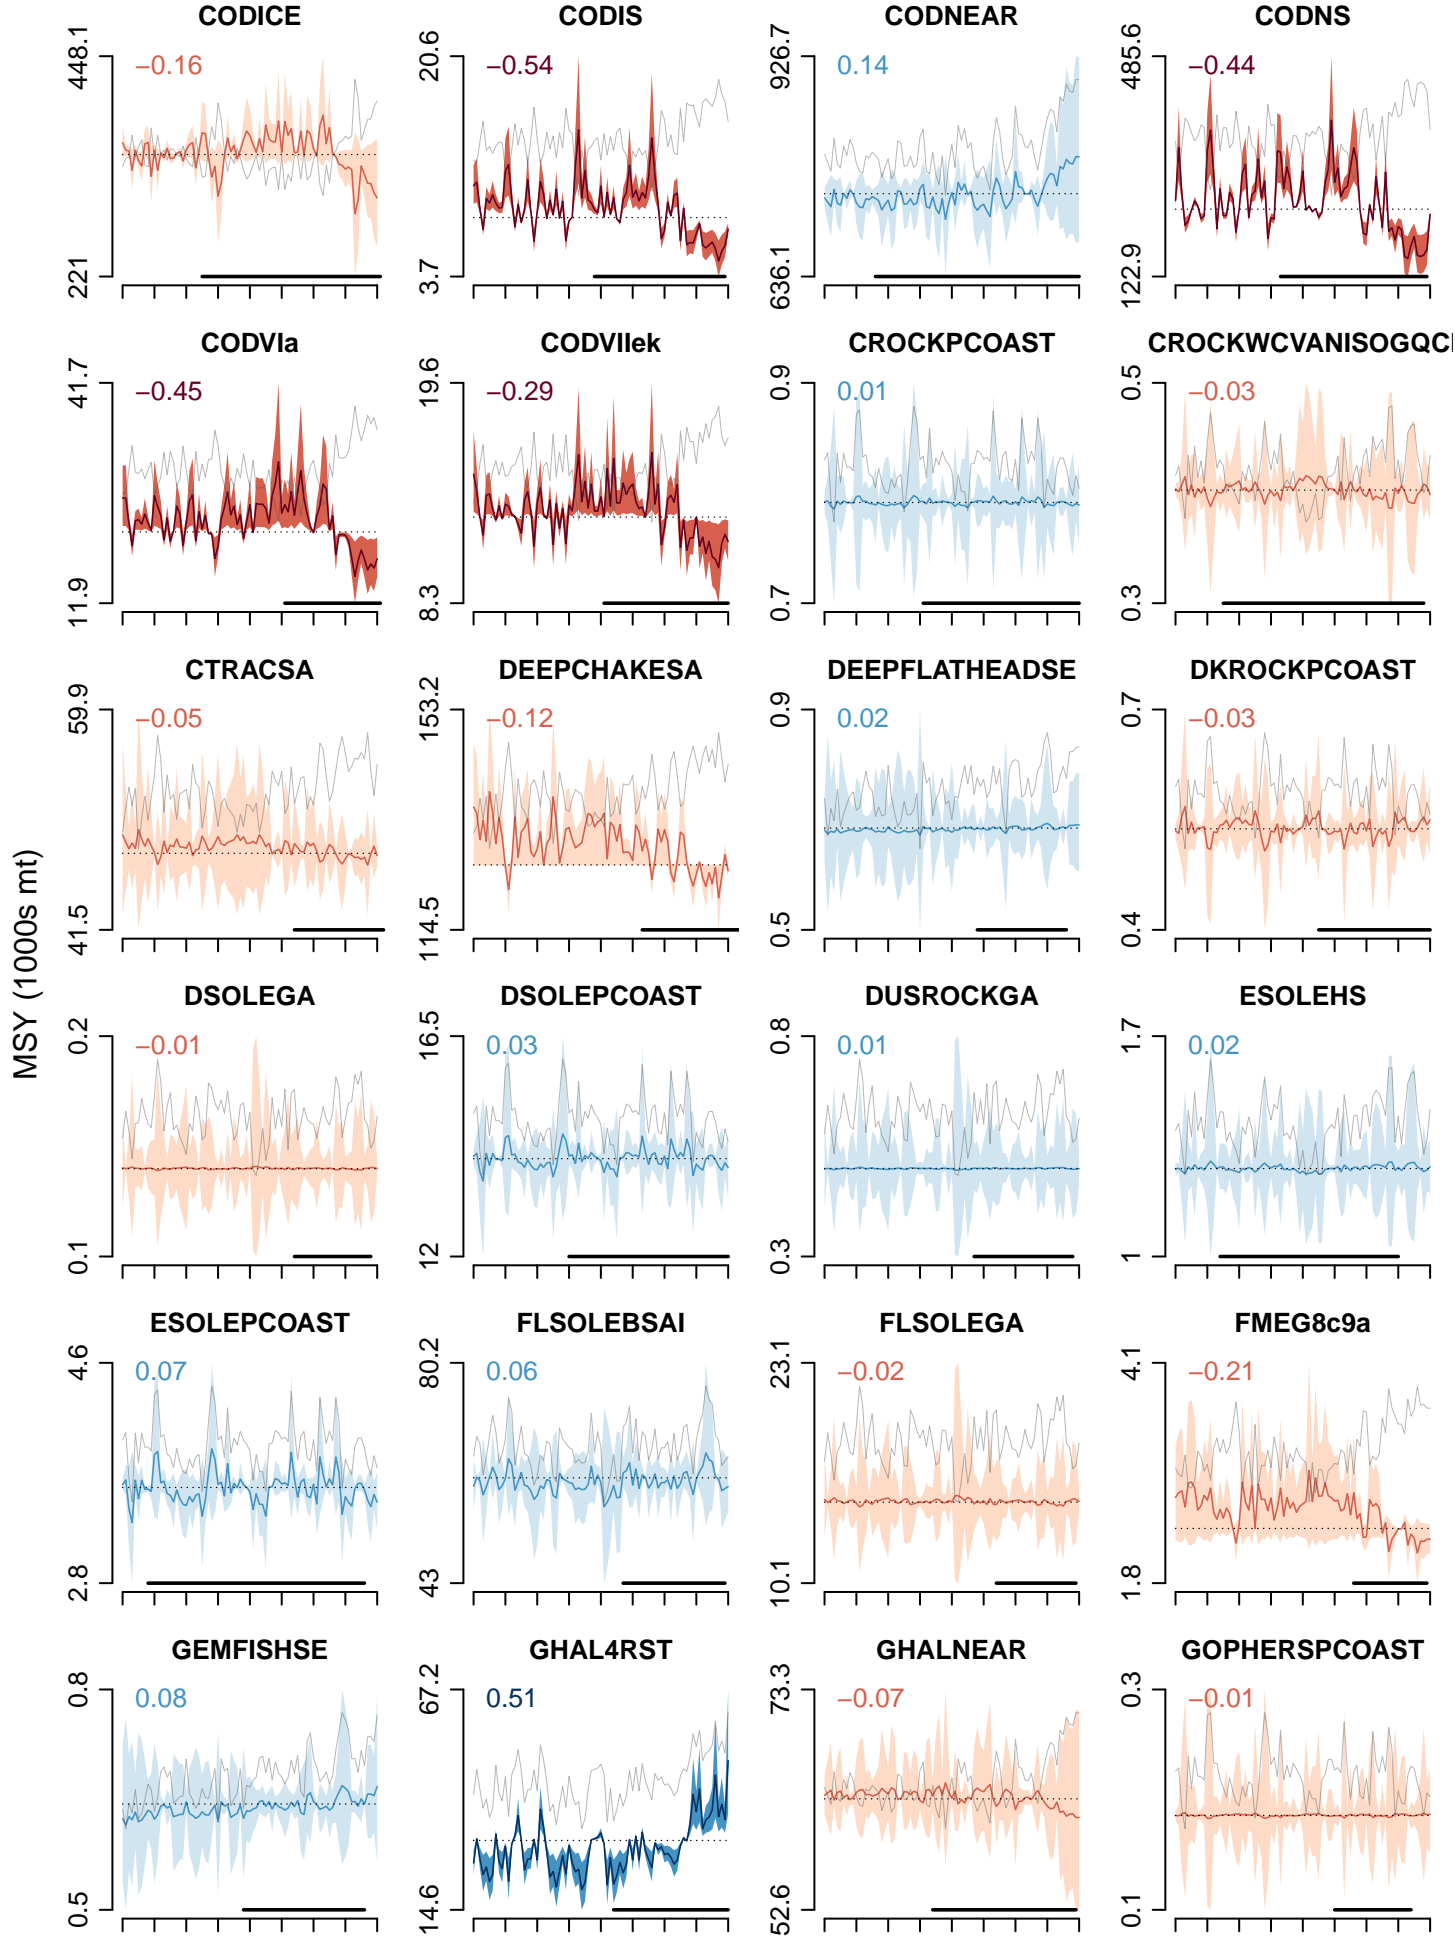 MSY (1000s mt)
CODICE
448.1
221
−0.16
CODIS
20.6
3.7
−0.54
CODNEAR
926.7
636.1
0.14
CODNS
485.6
122.9
−0.44
CODVIa
41.7
11.9
−0.45
CODVIIek
19.6
8.3
−0.29
CROCKPCOAST
0.9
0.7
0.01
CROCKWCVANISOGQCI
0.5
0.3
−0.03
CTRACSA
59.9
41.5
−0.05
DEEPCHAKESA
153.2
114.5
−0.12
DEEPFLATHEADSE
0.9
0.5
0.02
DKROCKPCOAST
0.7
0.4
−0.03
DSOLEGA
0.2
0.1
−0.01
DSOLEPCOAST
16.5
12
0.03
DUSROCKGA
0.8
0.3
0.01
ESOLEHS
1.7
1
0.02
ESOLEPCOAST
4.6
2.8
0.07
FLSOLEBSAI
80.2
43
0.06
FLSOLEGA
23.1
10.1
−0.02
FMEG8c9a
4.1
1.8
−0.21
GEMFISHSE
0.8
0.5
0.08
GHAL4RST
67.2
14.6
0.51
GHALNEAR
73.3
52.6
−0.07
GOPHERSPCOAST
0.3
0.1
−0.01